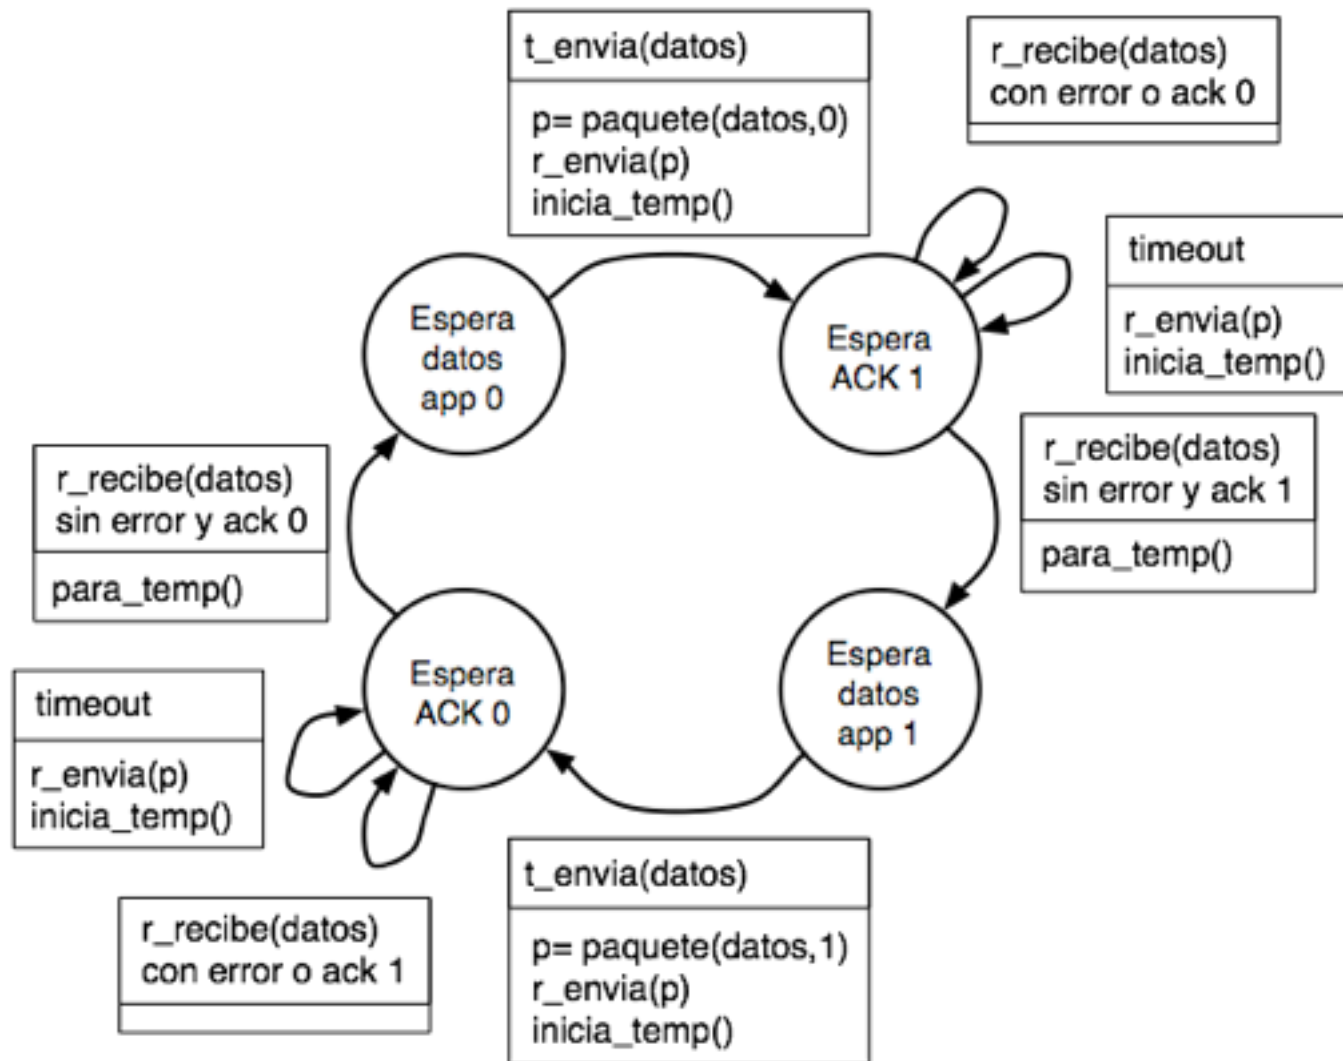 t_envia(datos)
p= paquete(datos,0)
r_envia(p)
inicia_temp()
r_recibe(datos)
con error o ack 0
timeout
r_envia(p)
inicia_temp()
Espera
datos
app 0
Espera
ACK 1
r_recibe(datos)
sin error y ack 0
para_temp()
r_recibe(datos)
sin error y ack 1
para_temp()
Espera
ACK 0
Espera
datos
app 1
timeout
r_envia(p)
inicia_temp()
r_recibe(datos)
con error o ack 1
t_envia(datos)
p= paquete(datos,1)
r_envia(p)
inicia_temp()